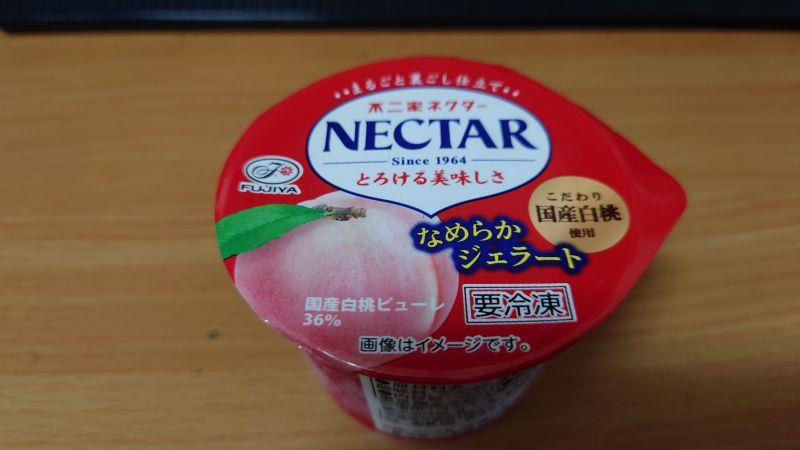 まるごと裏ごし仕立て
不二家ネクター
NECTAR
Since 1964
とろける美味しさ
F
FUJIYA
こだわり
国産白桃
使用
なめらか
ジェラート
国産白桃ピューレ
36%
要冷凍
画像はイメージです。